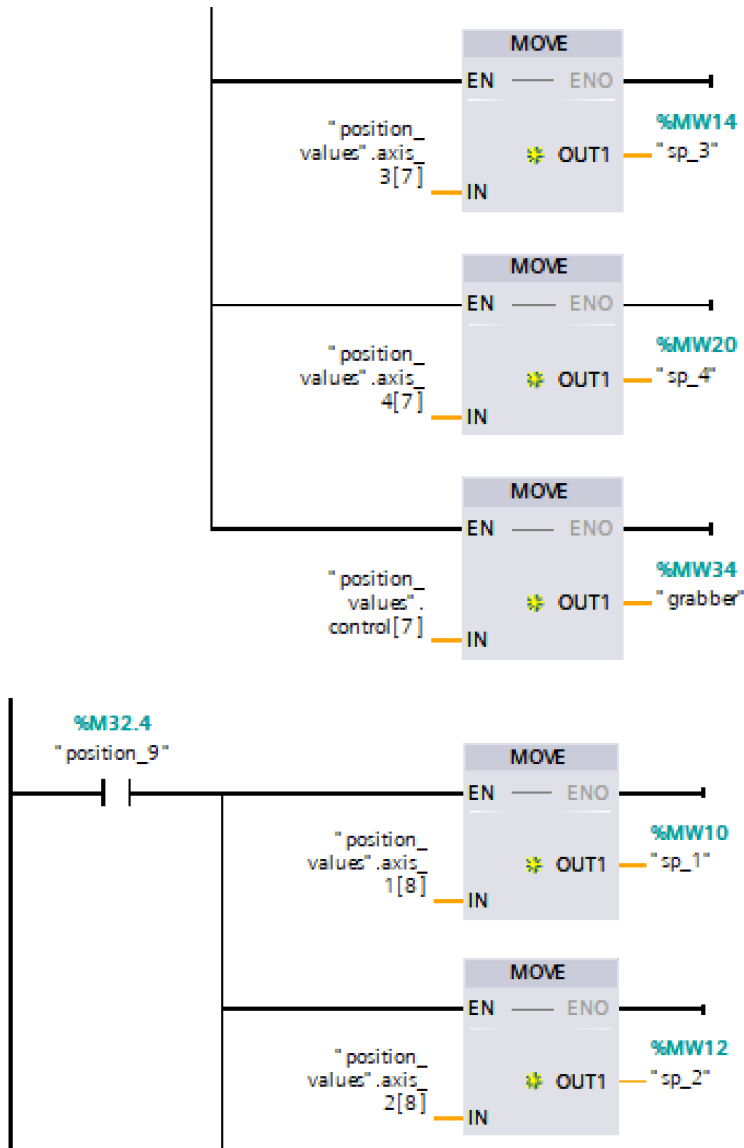 MOVE
EN ENO
%MW14
"position_
values".axis_
3[7]
OUT1
"sp_3"
IN
MOVE
EN ENO
%MW20
"position_
values".axis_
4[7]
OUT1
"sp_4"
IN
MOVE
EN ENO
%MW34
"position_
values".
control[7]
OUT1
"grabber"
IN
%M32.4
"position_9"
MOVE
EN ENO
%MW10
"position_
values".axis_
1[8]
OUT1
"sp_1"
IN
MOVE
EN ENO
%MW12
"position_
values".axis_
2[8]
OUT1
"sp_2"
IN